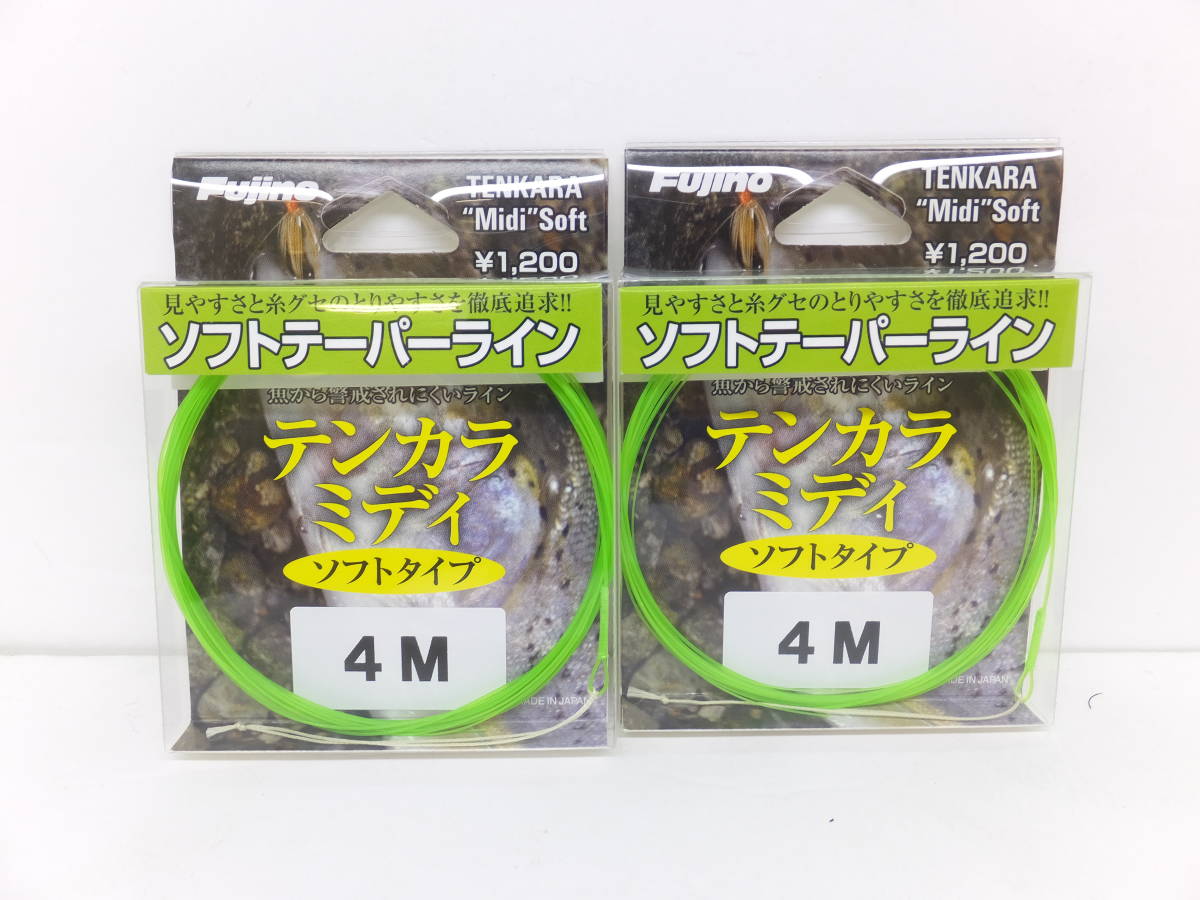 Fujino
TENKARA
"Midi"Soft
¥1,200
見やすさと糸グセのとりやすさを徹底追求!!
ソフトテーパーライン
魚から警戒されにくいライン
テンカラ
ミディ
ソフトタイプ
4M
MADE IN JAPAN
Fujino
TENKARA
"Midi"Soft
¥1,200
見やすさと糸グセのとりやすさを徹底追求!!
ソフトテーパーライン
魚から警戒されにくいライン
テンカラ
ミディ
ソフトタイプ
4M
MADE IN JAPAN